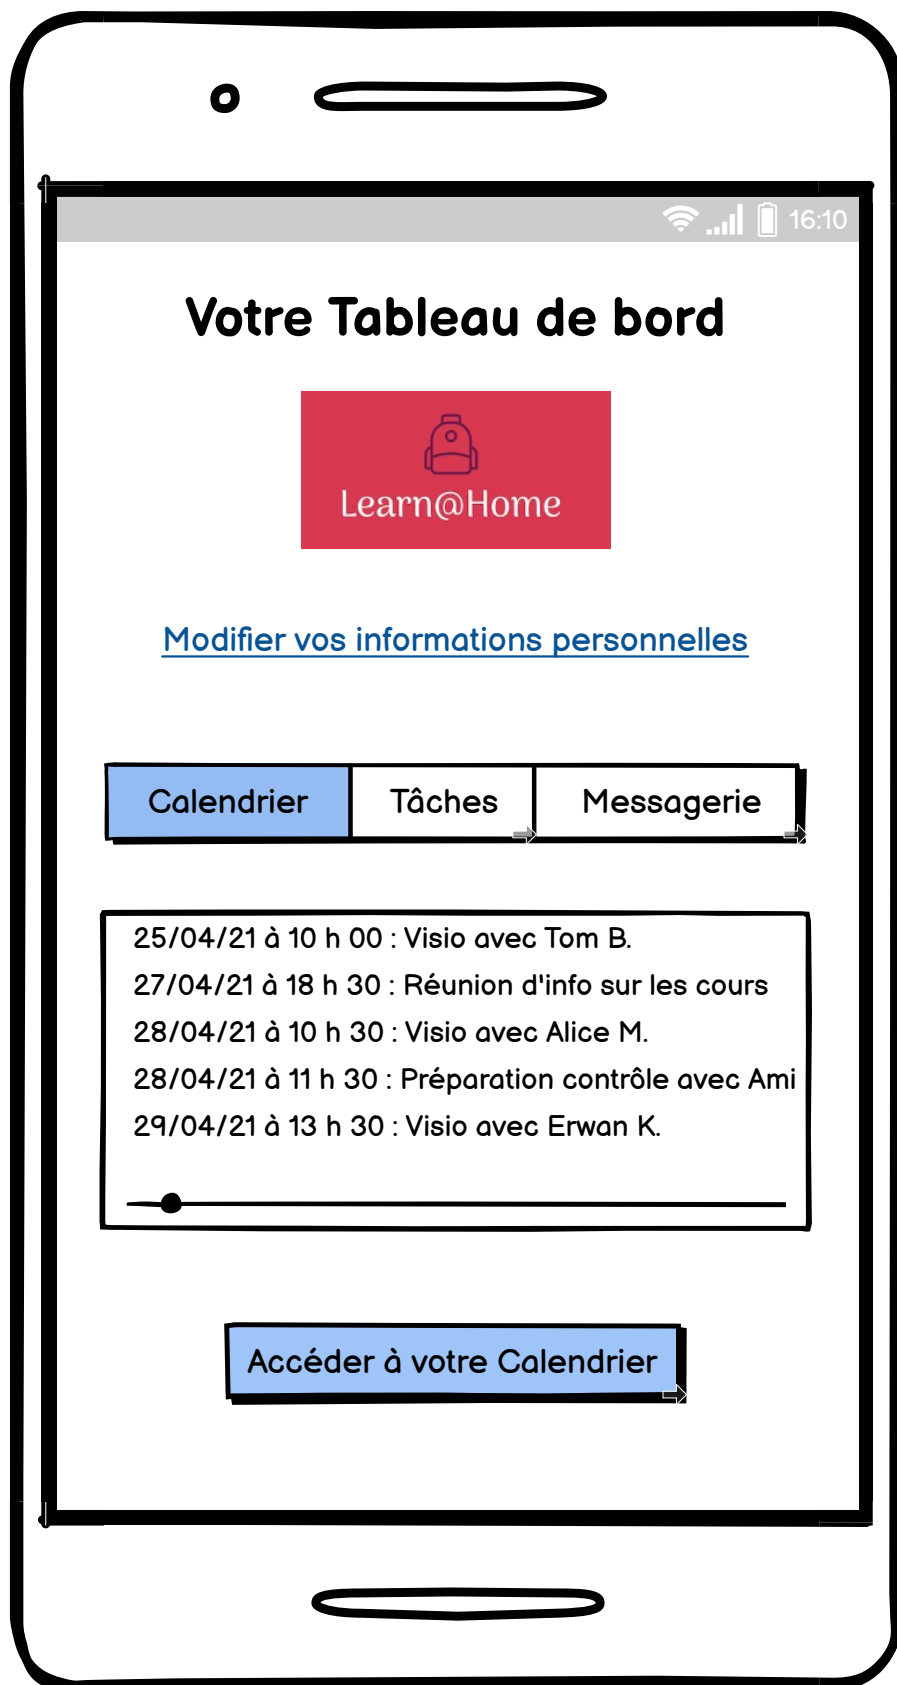 16:10
Votre Tableau de bord
Learn@Home
Modifier vos informations personnelles
Calendrier Tâches Messagerie
25/04/21 à 10 h 00 : Visio avec Tom B.
27/04/21 à 18 h 30 : Réunion d'info sur les cours
28/04/21 à 10 h 30 : Visio avec Alice M.
28/04/21 à 11 h 30 : Préparation contrôle avec Ami
29/04/21 à 13 h 30 : Visio avec Erwan K.
Accéder à votre Calendrier